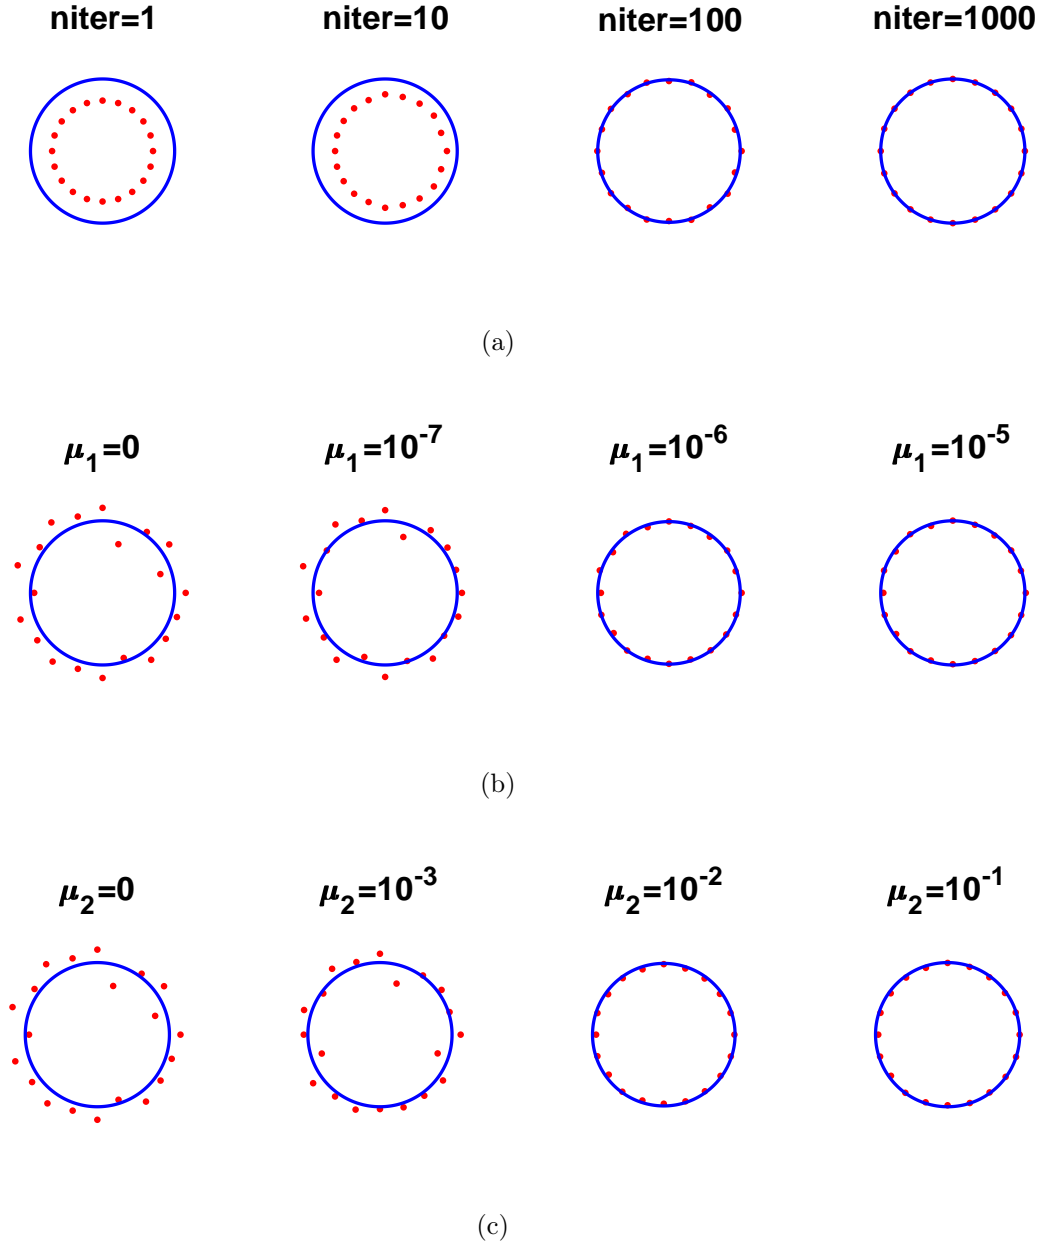 niter=1 niter=10 niter=100 niter=1000
(a)
μ₁=0 μ₁=10⁻⁷ μ₁=10⁻⁶ μ₁=10⁻⁵
(b)
μ₂=0 μ₂=10⁻³ μ₂=10⁻² μ₂=10⁻¹
(c)